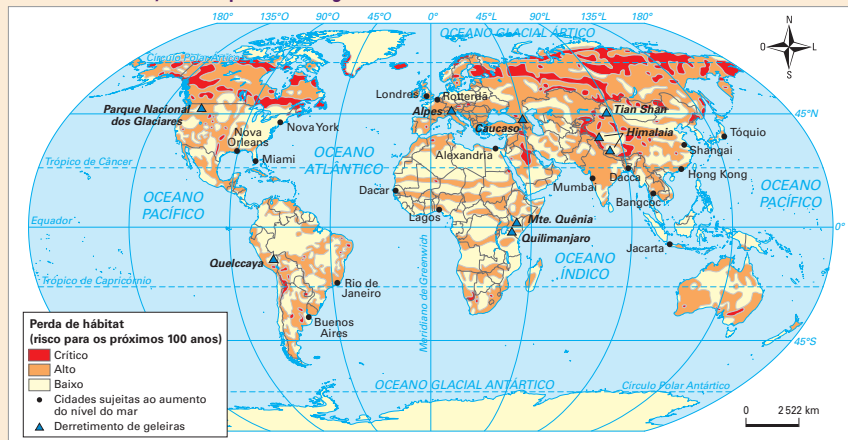 180°
135°O
90°O
45°O
0°
45°L
90°L
135°L
180°
OCEANO GLACIAL ÁRTICO
N
O
L
S
Círculo Polar Ártico
Londres
Roterdã
Parque Nacional
dos Glaciares
Alpes
Cáucaso
Tian Shan
45°N
Nova
Orleans
Nova York
Himalaia
Tóquio
Xangai
Trópico de Câncer
Miami
OCEANO
ATLÂNTICO
Alexandria
Dacca
Hong Kong
OCEANO
PACÍFICO
Dacar
Mumbai
Bangcoc
OCEANO
PACÍFICO
Lagos
Mte. Quênia
Equador
0°
Quilimanjaro
Jacarta
Quelccaya
OCEANO
ÍNDICO
Meridiano de Greenwich
Trópico de Capricórnio
Rio de
Janeiro
Buenos
Aires
45°S
Perda de hábitat
(risco para os próximos 100 anos)
Crítico
Alto
Baixo
Cidades sujeitas ao aumento
do nível do mar
Derretimento de geleiras
OCEANO GLACIAL ANTÁRTICO
Círculo Polar Antártico
0
2 522 km